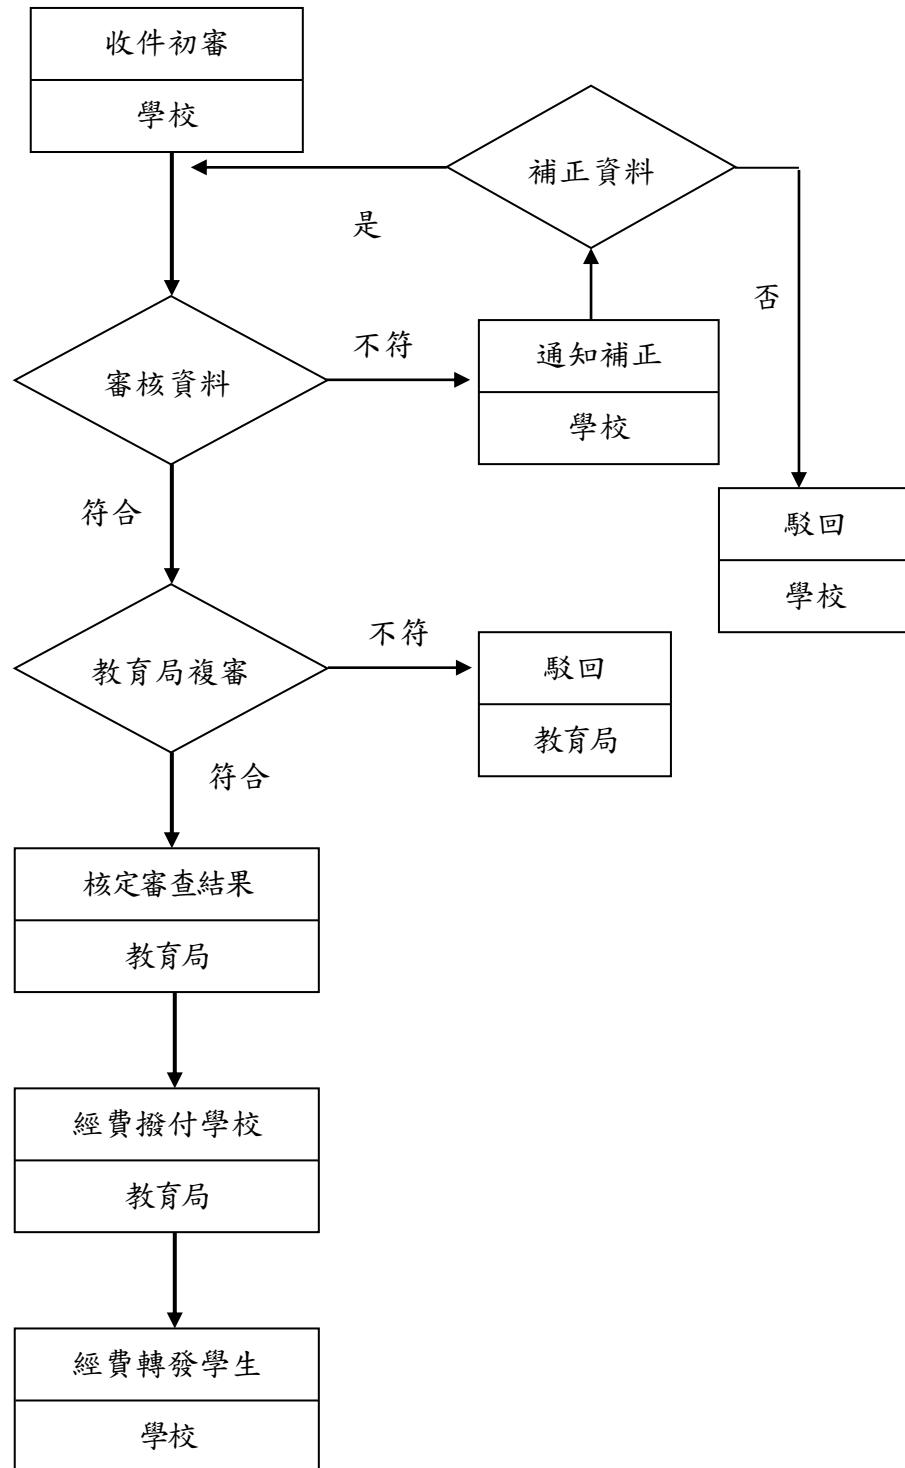 收件初審
學校
補正資料
是
否
不符
通知補正
學校
審核資料
符合
駁回
學校
不符
教育局複審
駁回
教育局
符合
核定審查結果
教育局
經費撥付學校
教育局
經費轉發學生
學校